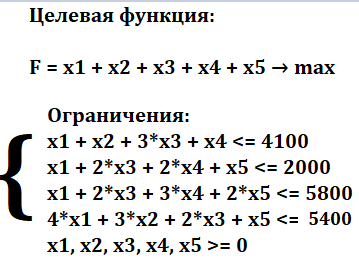 Целевая функция:
F = x1 + x2 + x3 + x4 + x5 → max
Ограничения:
x1 + x2 + 3*x3 + x4 <= 4100
x1 + 2*x3 + 2*x4 + x5 <= 2000
x1 + 2*x3 + 3*x4 + 2*x5 <= 5800
4*x1 + 3*x2 + 2*x3 + x5 <= 5400
x1, x2, x3, x4, x5 >= 0